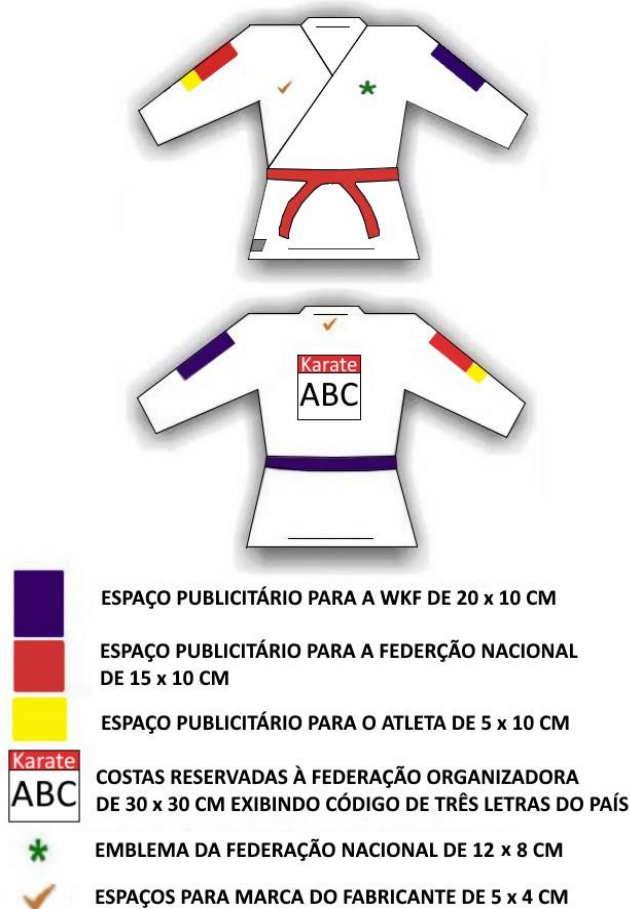 Karate
ABC
ESPAÇO PUBLICITÁRIO PARA A WKF DE 20 x 10 CM
ESPAÇO PUBLICITÁRIO PARA A FEDERÇÃO NACIONAL
DE 15 x 10 CM
ESPAÇO PUBLICITÁRIO PARA O ATLETA DE 5 x 10 CM
Karate
ABC
COSTAS RESERVADAS À FEDERAÇÃO ORGANIZADORA
DE 30 x 30 CM EXIBINDO CÓDIGO DE TRÊS LETRAS DO PAÍS
EMBLEMA DA FEDERAÇÃO NACIONAL DE 12 x 8 CM
ESPAÇOS PARA MARCA DO FABRICANTE DE 5 x 4 CM